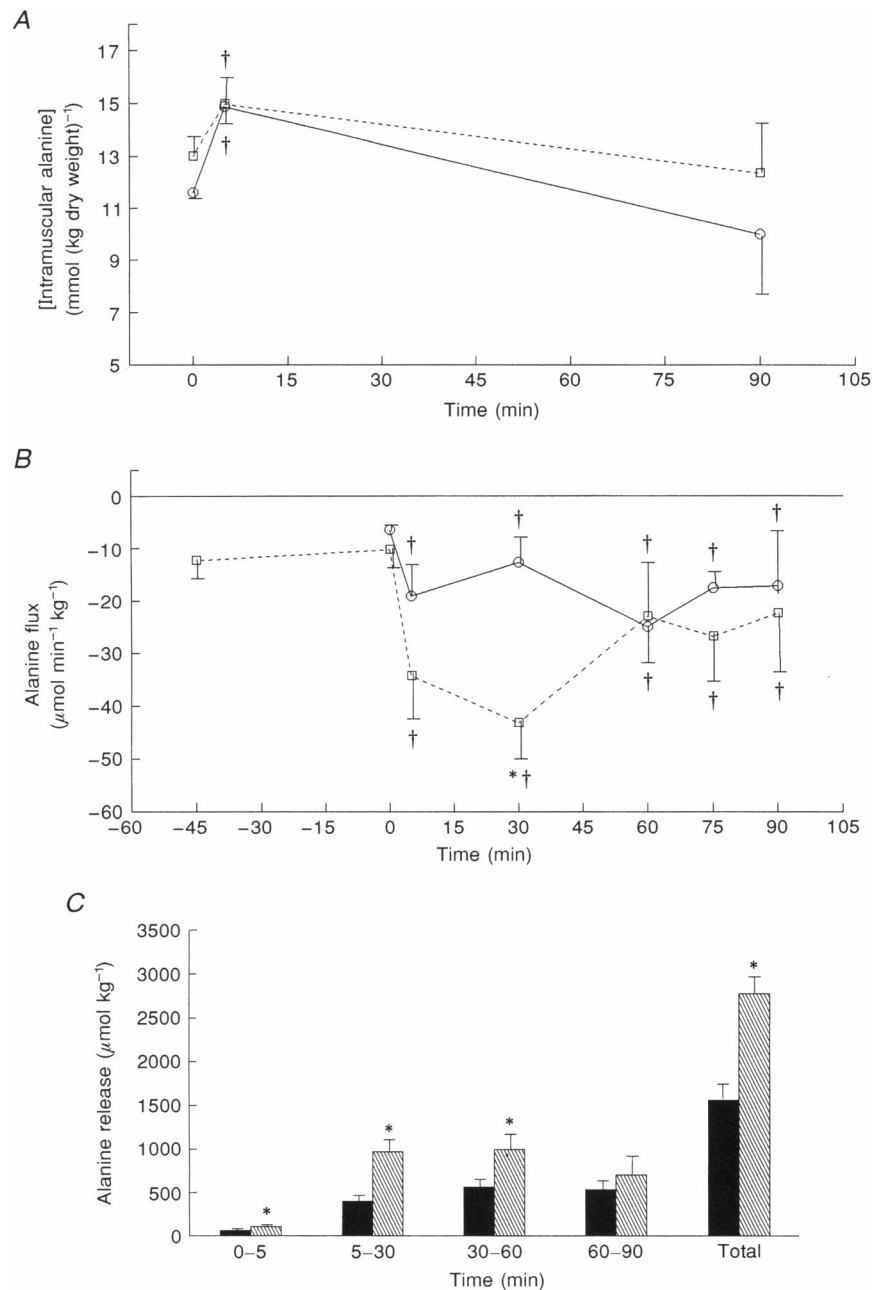 A
17
†
15
†
13
11
9
7
5
[Intramuscular alanine]
(mmol (kg dry weight)⁻¹)
0 15 30 45 60 75 90 105
Time (min)
B
0
−10
−20
−30
−40
−50
−60
† † † † †
† *† † † †
Alanine flux
(μmol min⁻¹ kg⁻¹)
−60 −45 −30 −15 0 15 30 45 60 75 90 105
Time (min)
C
3500
3000
2500
2000
1500
1000
500
0
* * * *
Alanine release (μmol kg⁻¹)
0–5 5–30 30–60 60–90 Total
Time (min)